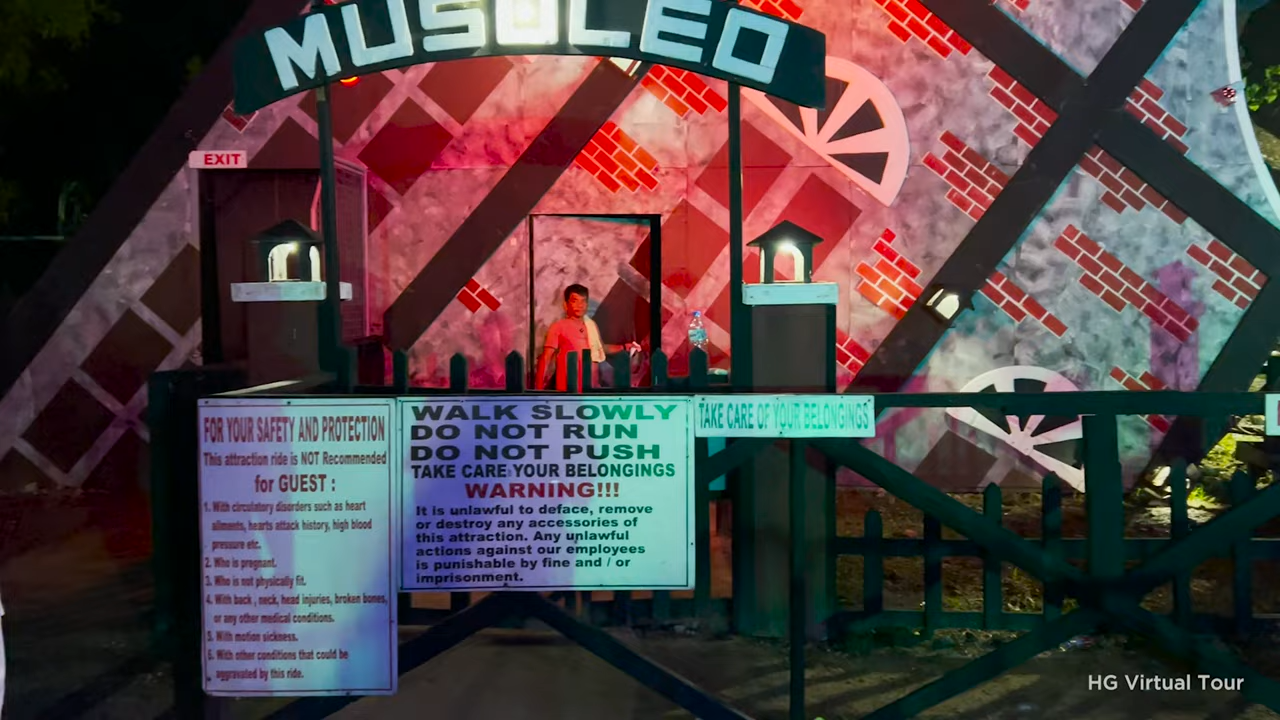 MUSOLEO
EXIT
FOR YOUR SAFETY AND PROTECTION
This attraction ride is NOT Recommended
for GUEST :
1. With circulatory disorders such as heart
ailments, hearts attack history, high blood
pressure etc.
2. Who is pregnant.
3. Who is not physically fit.
4. With back , neck, head injuries, broken bones,
or any other medical conditions.
5. With motion sickness.
6. With other conditions that could be
aggravated by this ride.
WALK SLOWLY
DO NOT RUN
DO NOT PUSH
TAKE CARE YOUR BELONGINGS
WARNING!!!
It is unlawful to deface, remove
or destroy any accessories of
this attraction. Any unlawful
actions against our employees
is punishable by fine and / or
imprisonment.
TAKE CARE OF YOUR BELONGINGS
HG Virtual Tour